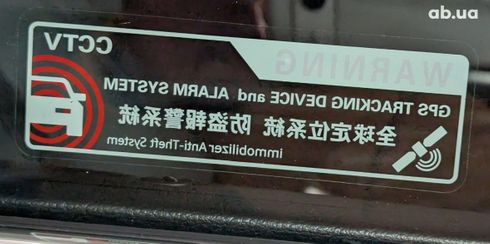 ab.ua
WARNING
CCTV
GPS TRACKING DEVICE and ALARM SYSTEM
全球定位系統 防盜報警系統
immobilizer Anti-Theft System